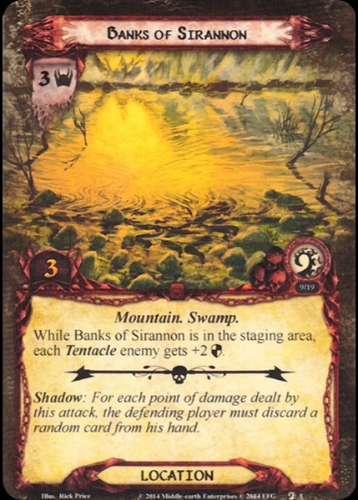 BANKS OF SIRANNON
3
3
9/19
Mountain. Swamp.
While Banks of Sirannon is in the staging area,
each Tentacle enemy gets +2
Shadow: For each point of damage dealt by
this attack, the defending player must discard a
random card from his hand.
LOCATION
Illus. Rick Price
© 2014 Middle-earth Enterprises © 2014 EFG